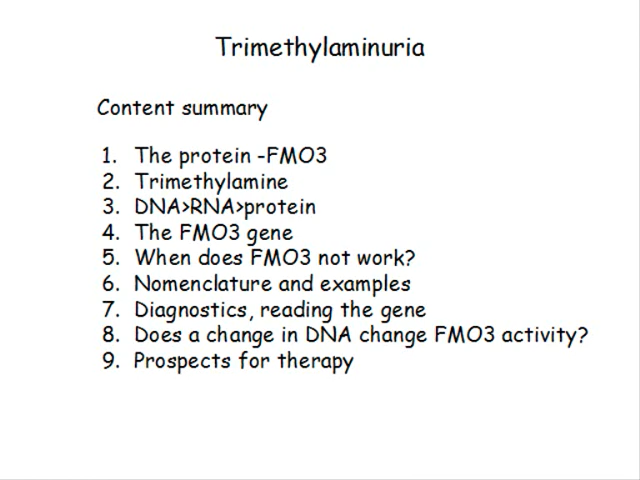 Trimethylaminuria
Content summary
1. The protein -FMO3
2. Trimethylamine
3. DNA>RNA>protein
4. The FMO3 gene
5. When does FMO3 not work?
6. Nomenclature and examples
7. Diagnostics, reading the gene
8. Does a change in DNA change FMO3 activity?
9. Prospects for therapy